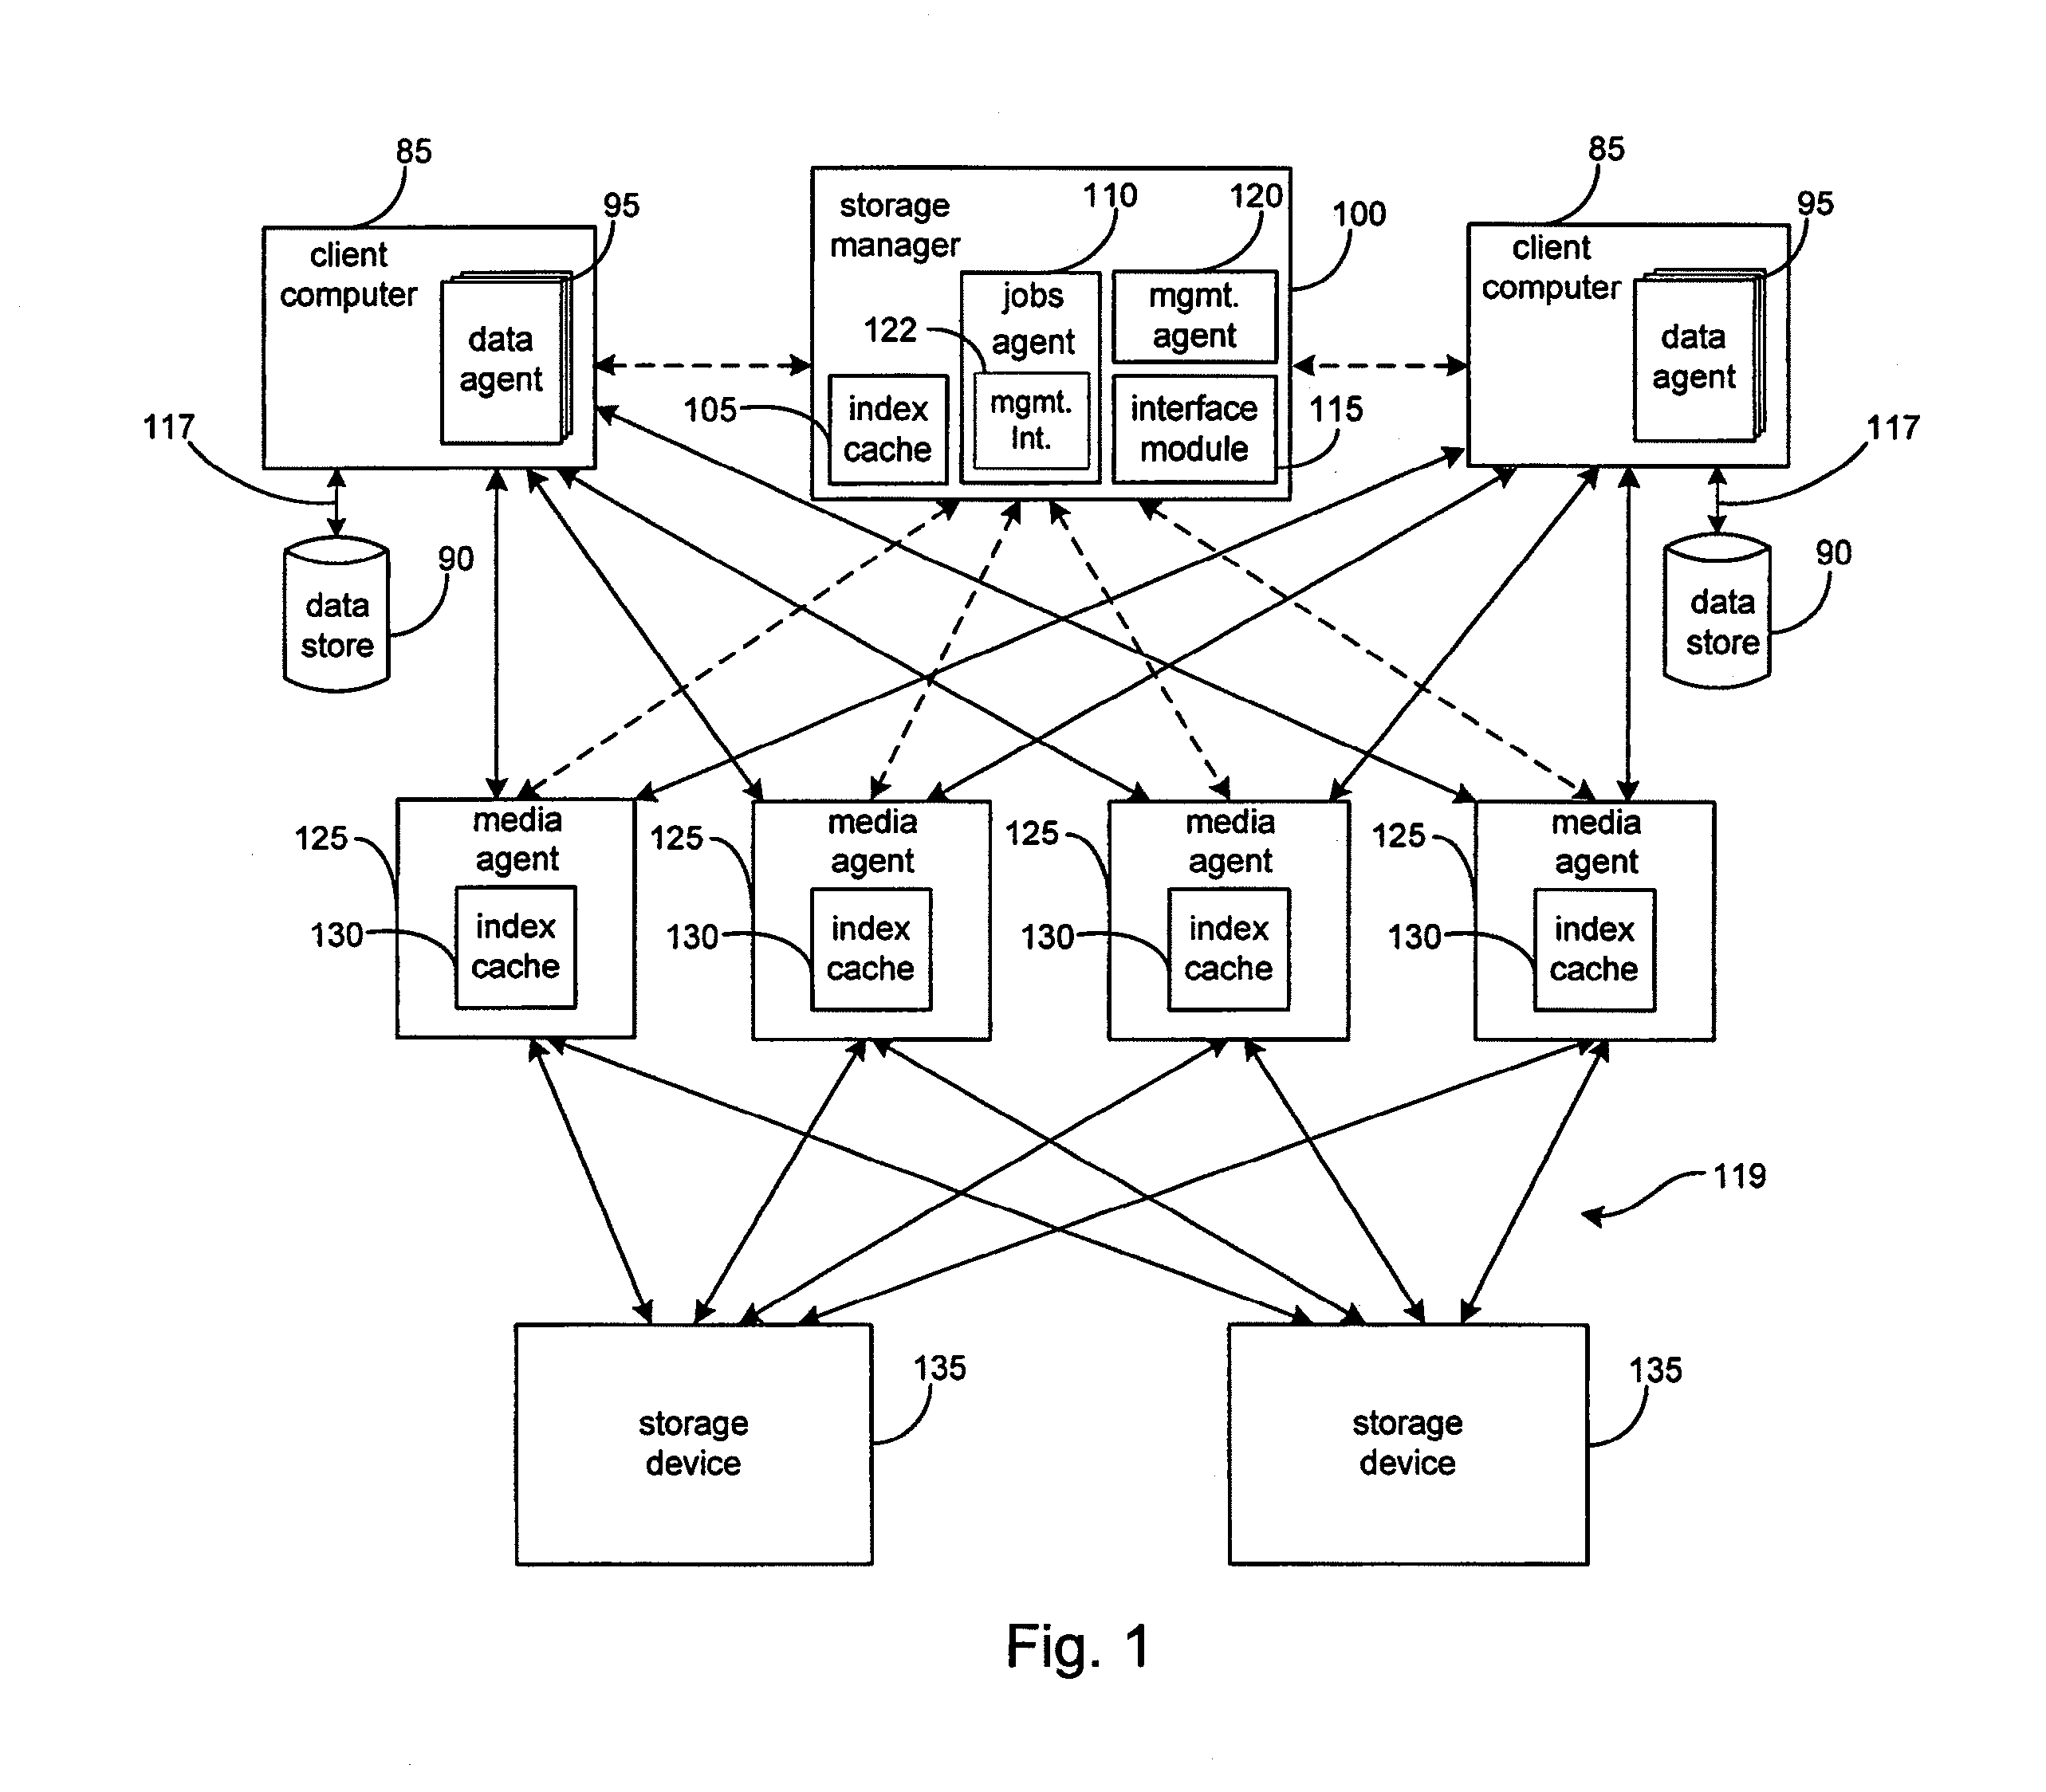 85
85
110
120
95
storage
manager
100
95
client
computer
client
computer
jobs
agent
mgmt.
agent
122
data
agent
data
agent
105
index
cache
mgmt.
Int.
interface
module
115
117
117
90
90
data
store
data
store
media
agent
media
agent
media
agent
media
agent
125
125
125
125
index
cache
index
cache
index
cache
index
cache
130
130
130
130
119
135
135
storage
device
storage
device
Fig. 1